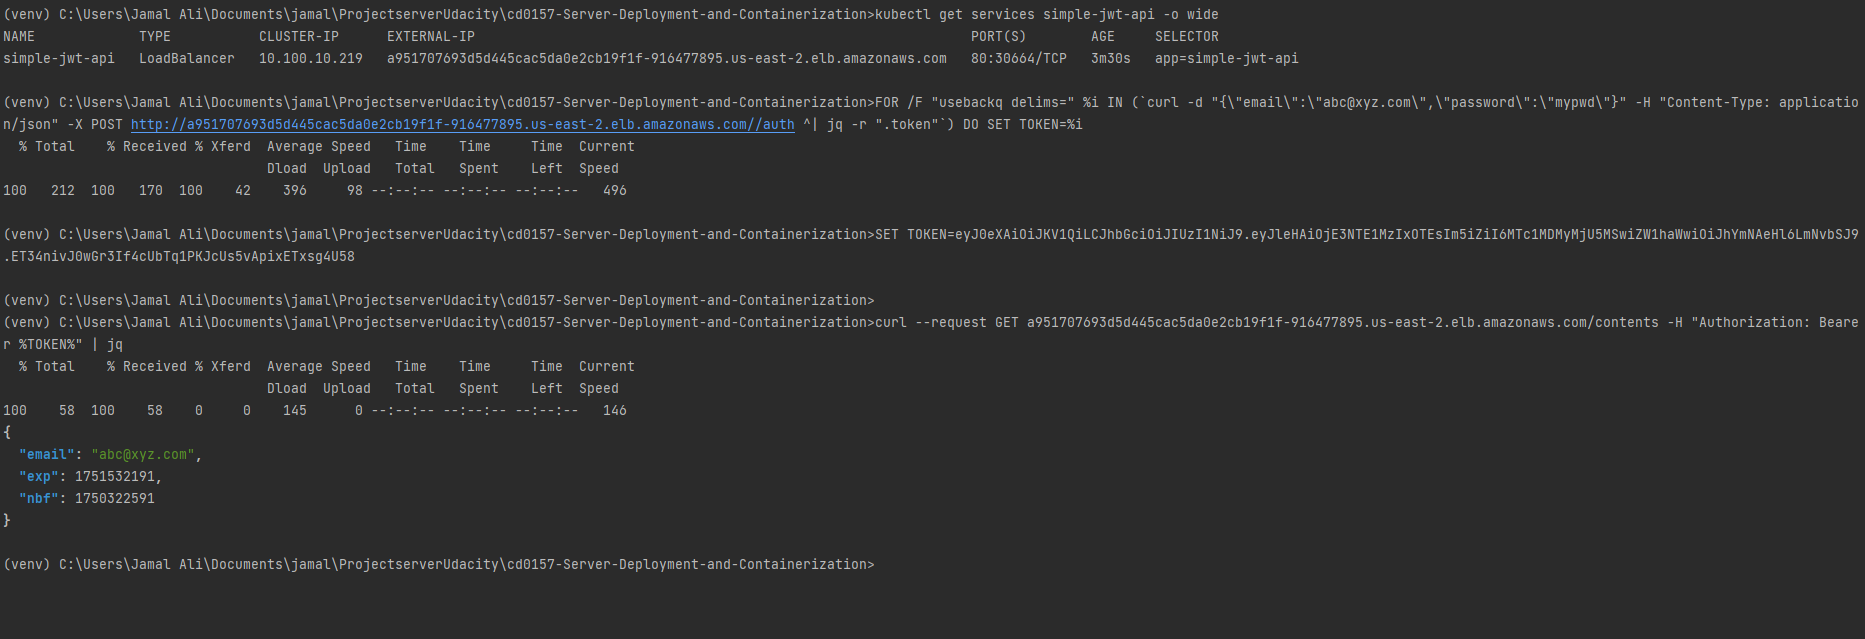 (venv) C:\Users\Jamal Ali\Documents\jamal\ProjectserverUdacity\cd0157-Server-Deployment-and-Containerization>kubectl get services simple-jwt-api -o wide
NAME             TYPE           CLUSTER-IP      EXTERNAL-IP                                                              PORT(S)        AGE     SELECTOR
simple-jwt-api   LoadBalancer   10.100.10.219   a951707693d5d445cac5da0e2cb19f1f-916477895.us-east-2.elb.amazonaws.com   80:30664/TCP   3m30s   app=simple-jwt-api
(venv) C:\Users\Jamal Ali\Documents\jamal\ProjectserverUdacity\cd0157-Server-Deployment-and-Containerization>FOR /F "usebackq delims=" %i IN (`curl -d "{\"email\":\"abc@xyz.com\",\"password\":\"mypwd\"}" -H "Content-Type: applicatio
n/json" -X POST http://a951707693d5d445cac5da0e2cb19f1f-916477895.us-east-2.elb.amazonaws.com//auth ^| jq -r ".token"`) DO SET TOKEN=%i
  % Total    % Received % Xferd  Average Speed   Time    Time     Time  Current
                                 Dload  Upload   Total   Spent    Left  Speed
100   212  100   170  100    42    396     98 --:--:-- --:--:-- --:--:--   496
(venv) C:\Users\Jamal Ali\Documents\jamal\ProjectserverUdacity\cd0157-Server-Deployment-and-Containerization>SET TOKEN=eyJ0eXAiOiJKV1QiLCJhbGciOiJIUzI1NiJ9.eyJleHAiOjE3NTE1MzIxOTEsIm5iZiI6MTc1MDMyMjU5MSwiZW1haWwiOiJhYmNAeHl6LmNvbSJ9
.ET34nivJ0wGr3If4cUbTq1PKJcUs5vApixETxsg4U58
(venv) C:\Users\Jamal Ali\Documents\jamal\ProjectserverUdacity\cd0157-Server-Deployment-and-Containerization>
(venv) C:\Users\Jamal Ali\Documents\jamal\ProjectserverUdacity\cd0157-Server-Deployment-and-Containerization>curl --request GET a951707693d5d445cac5da0e2cb19f1f-916477895.us-east-2.elb.amazonaws.com/contents -H "Authorization: Beare
r %TOKEN%" | jq
  % Total    % Received % Xferd  Average Speed   Time    Time     Time  Current
                                 Dload  Upload   Total   Spent    Left  Speed
100    58  100    58    0     0    145      0 --:--:-- --:--:-- --:--:--   146
{
  "email": "abc@xyz.com",
  "exp": 1751532191,
  "nbf": 1750322591
}
(venv) C:\Users\Jamal Ali\Documents\jamal\ProjectserverUdacity\cd0157-Server-Deployment-and-Containerization>